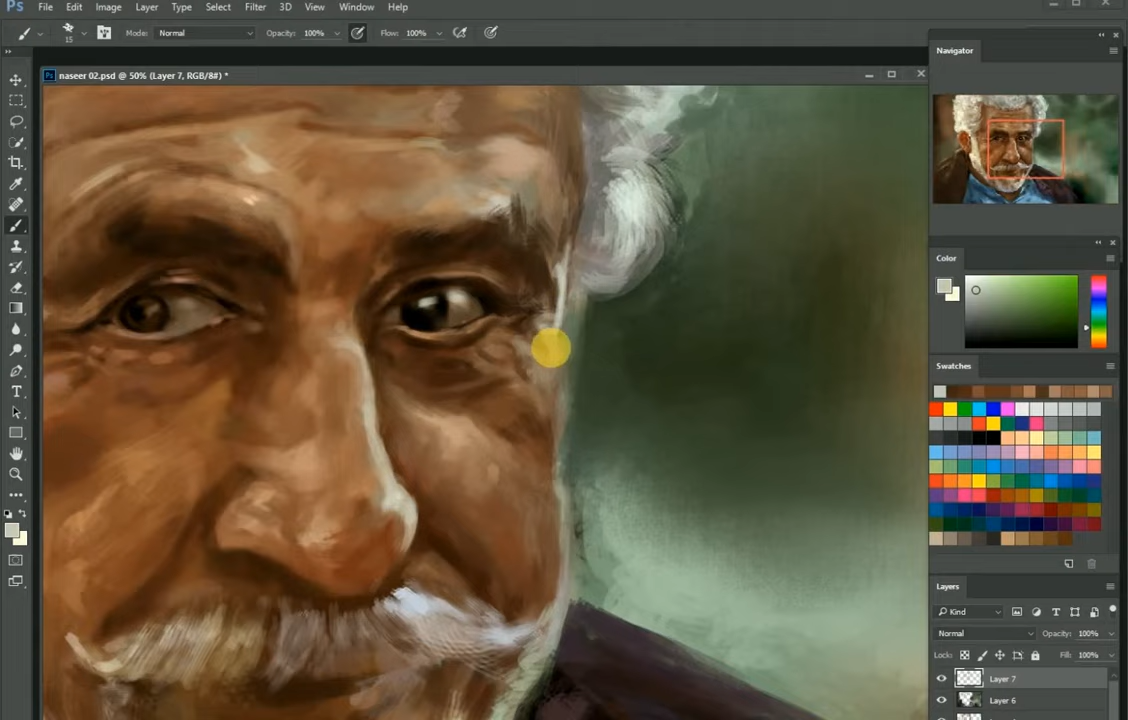 Ps File Edit Image Layer Type Select Filter 3D View Window Help
15 Mode: Normal Opacity: 100% Flow: 100%
naseer 02.psd @ 50% (Layer 7, RGB/8#) *
Navigator
Color
Swatches
Layers
Kind
Normal Opacity: 100%
Lock: Fill: 100%
Layer 7
Layer 6